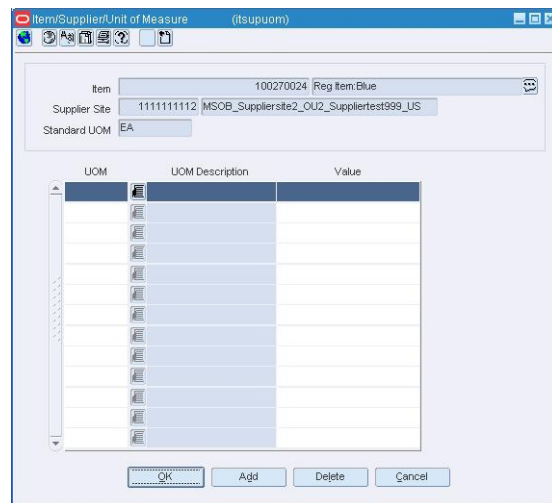 Item/Supplier/Unit of Measure (itsupuom)
Item 100270024 Reg Item:Blue
Supplier Site 1111111112 MSOB_Suppliersite2_OU2_Suppliertest999_US
Standard UOM EA
UOM UOM Description Value
OK Add Delete Cancel